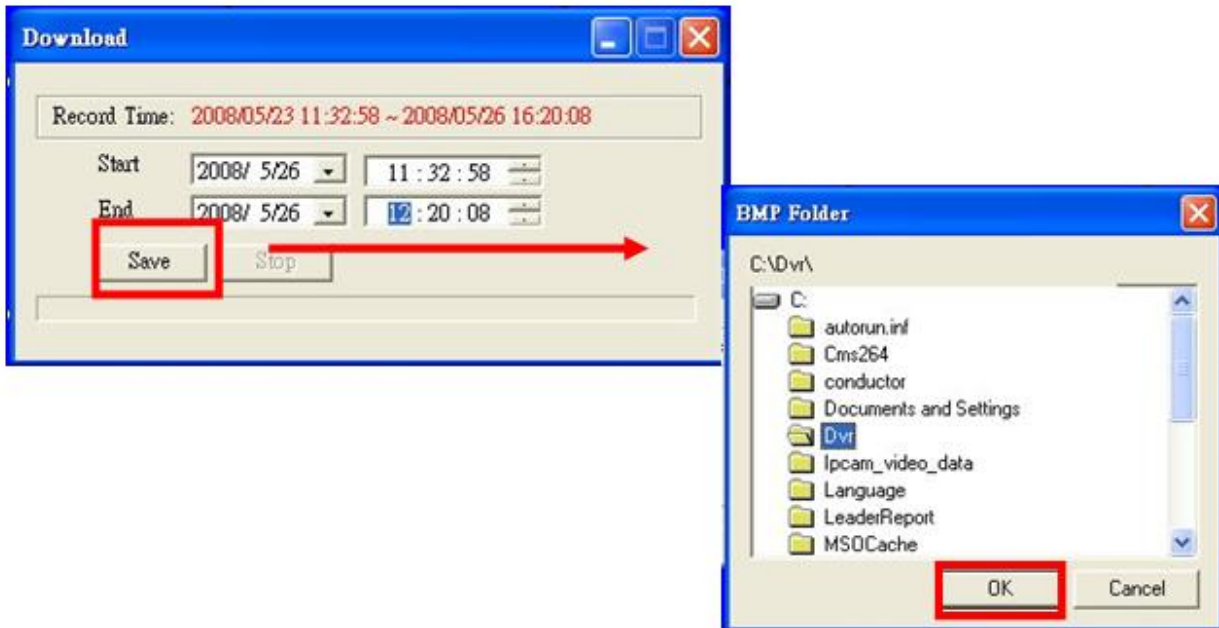 Download
Record Time: 2008/05/23 11:32:58 ~ 2008/05/26 16:20:08
Start 2008/ 5/26 11 : 32 : 58
End 2008/ 5/26 12 : 20 : 08
Save Stop
BMP Folder
C:\Dvr\
C:
autorun.inf
Cms264
conductor
Documents and Settings
Dvr
Ipcam_video_data
Language
LeaderReport
MSOCache
OK Cancel